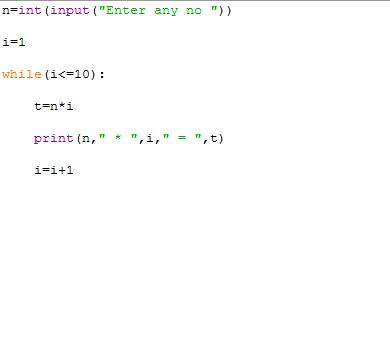 n=int(input("Enter any no "))
i=1
while(i<=10):
    t=n*i
    print(n," * ",i," = ",t)
    i=i+1